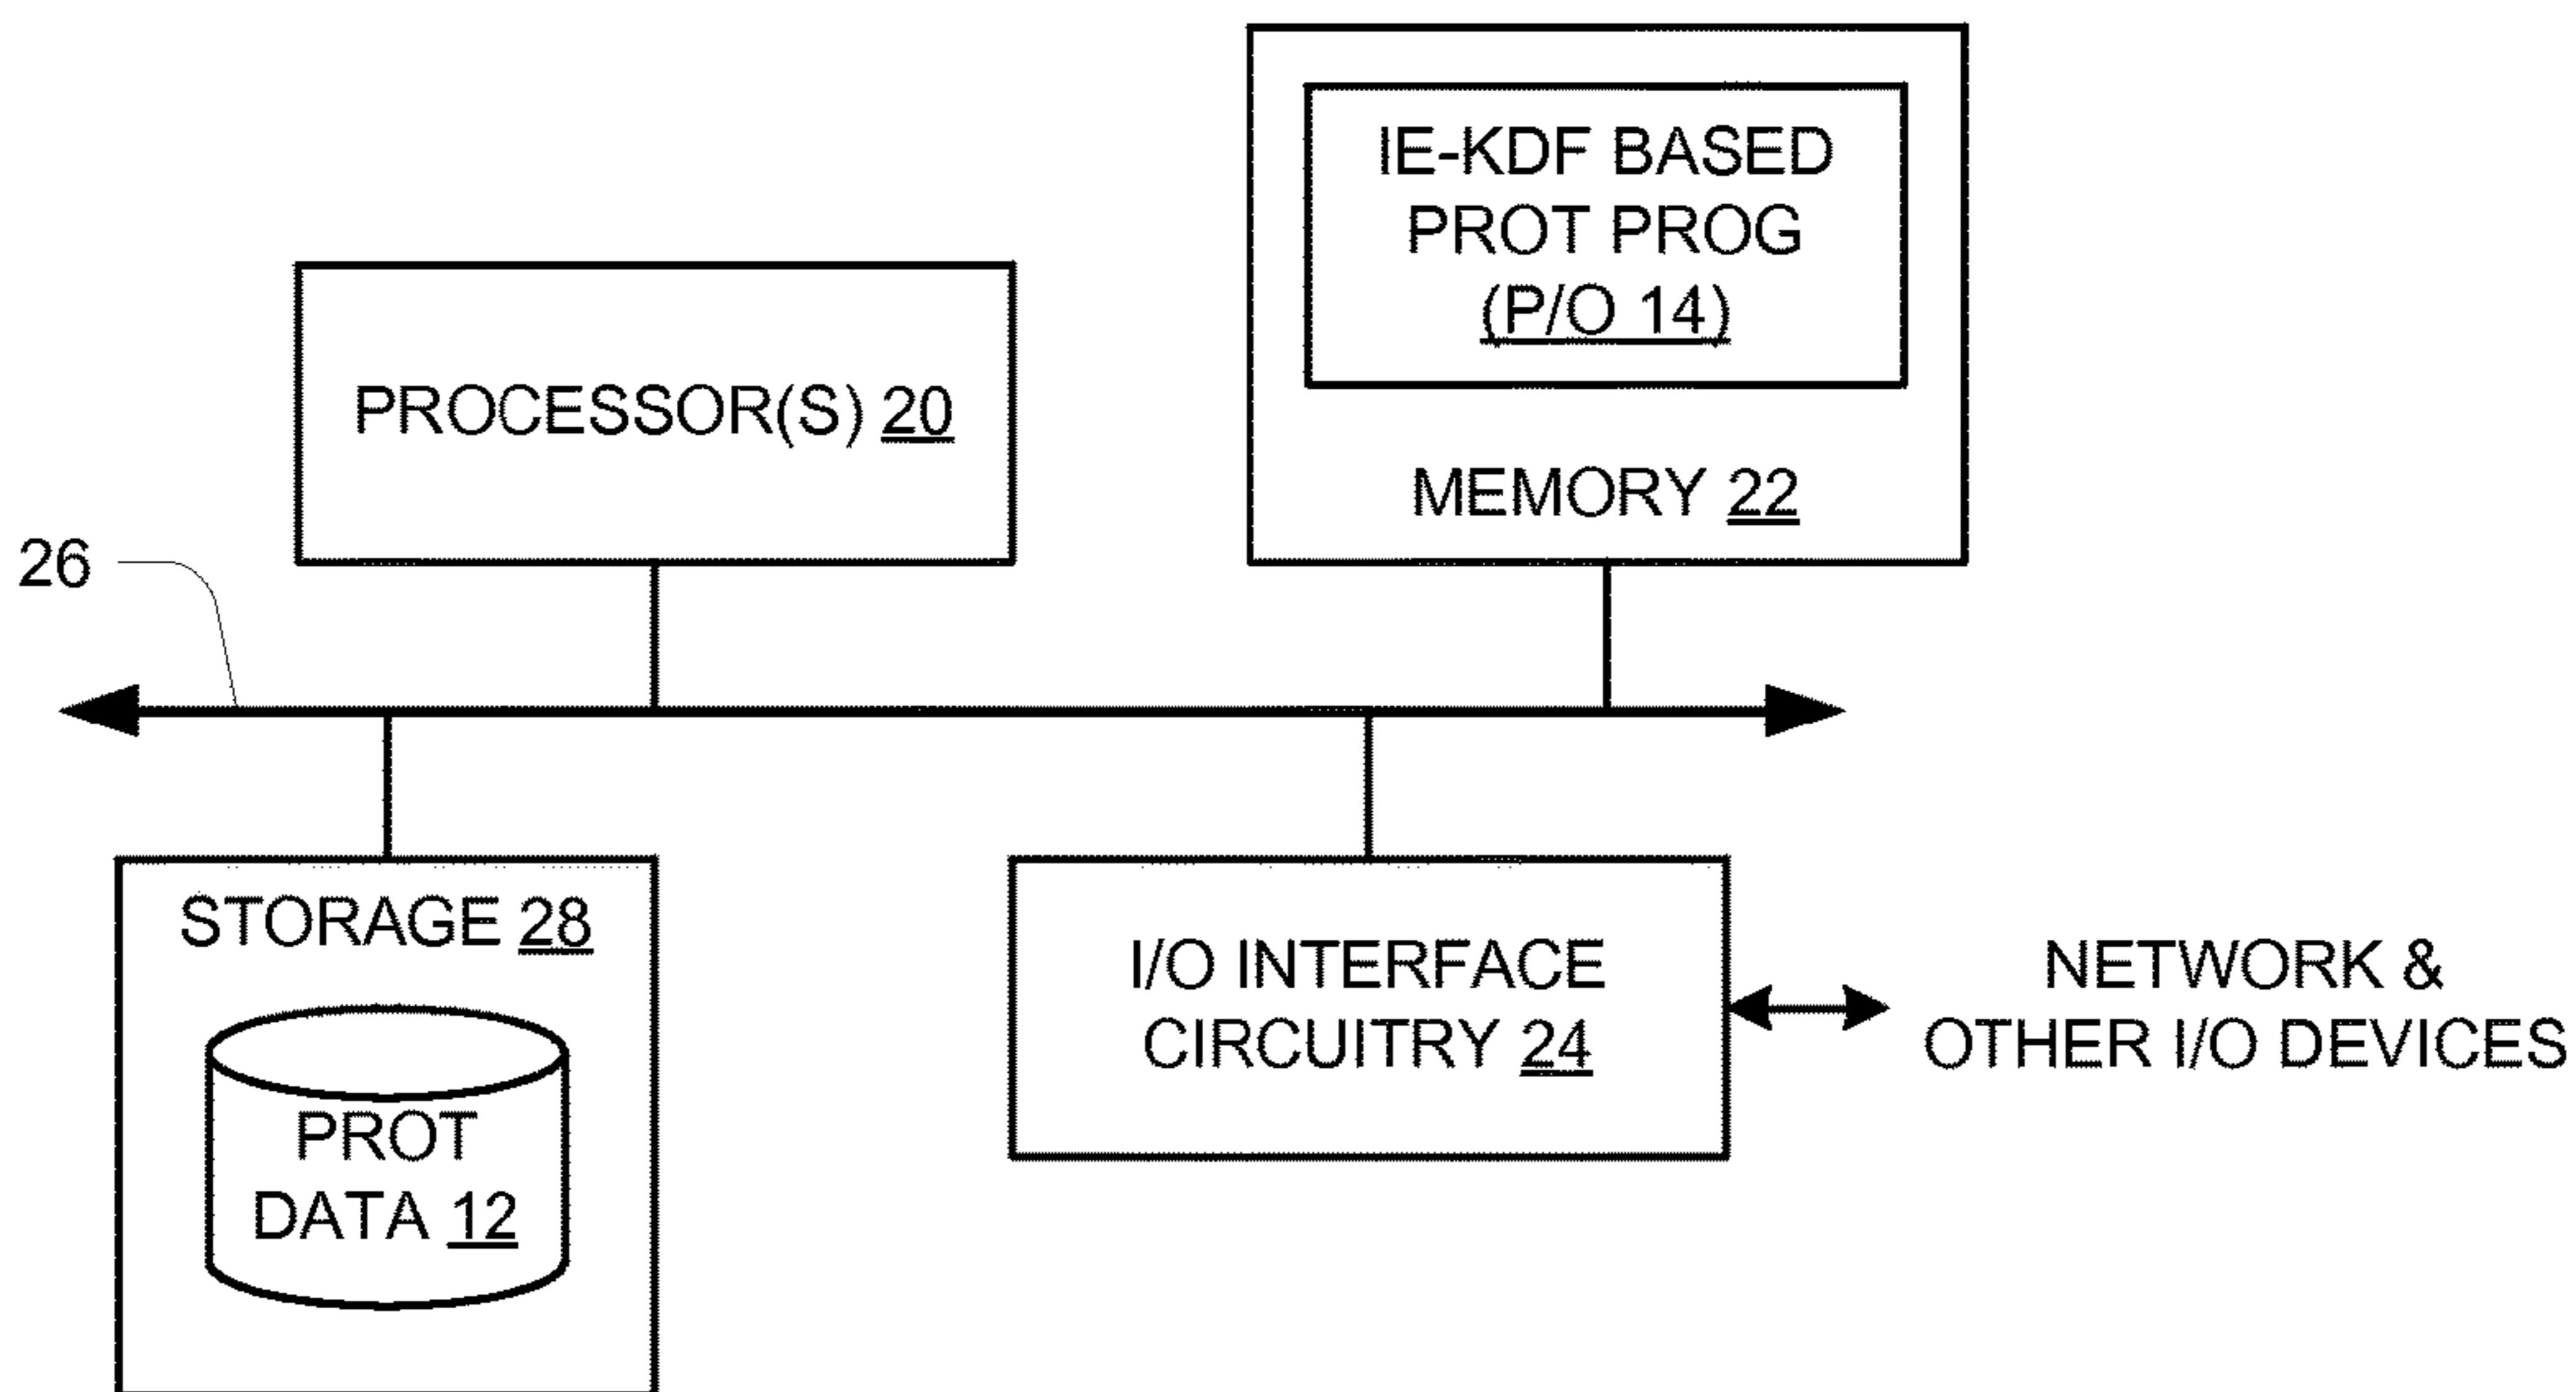 IE-KDF BASED
PROT PROG
(P/O 14)
PROCESSOR(S) 20
MEMORY 22
26
STORAGE 28
PROT
DATA 12
I/O INTERFACE
CIRCUITRY 24
NETWORK &
OTHER I/O DEVICES